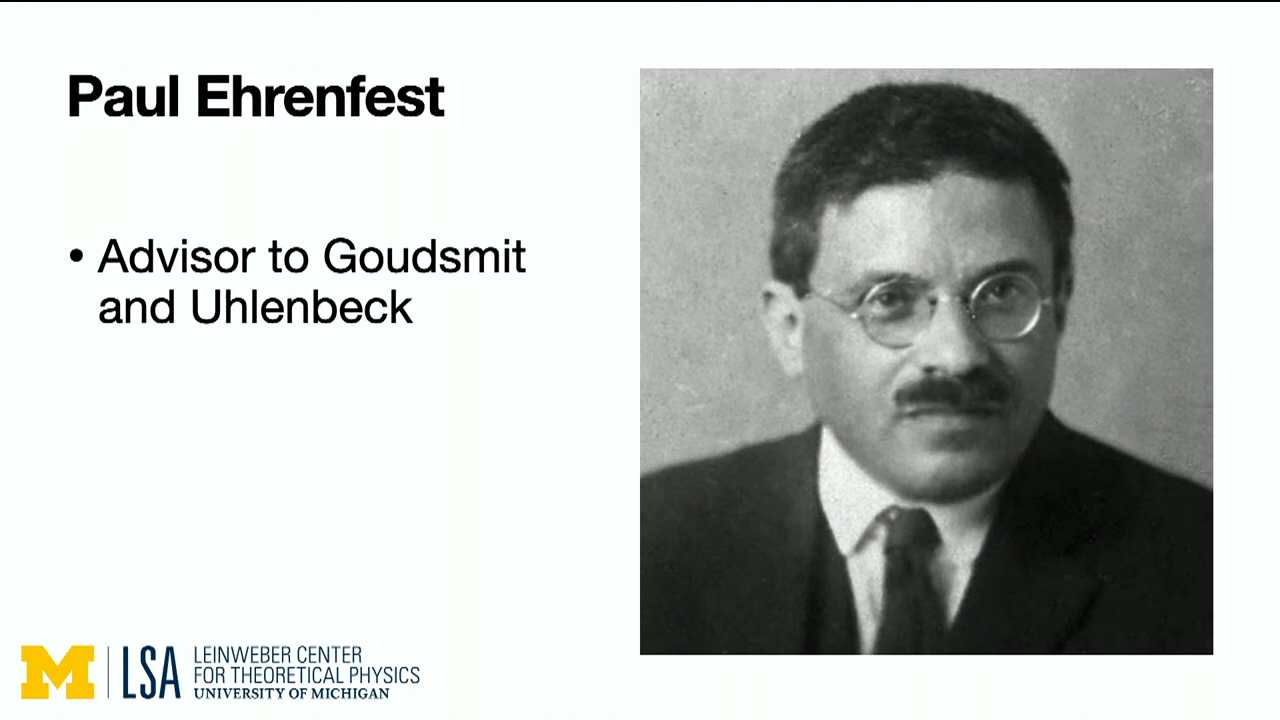 Paul Ehrenfest
• Advisor to Goudsmit
and Uhlenbeck
M
LSA
LEINWEBER CENTER
FOR THEORETICAL PHYSICS
UNIVERSITY OF MICHIGAN